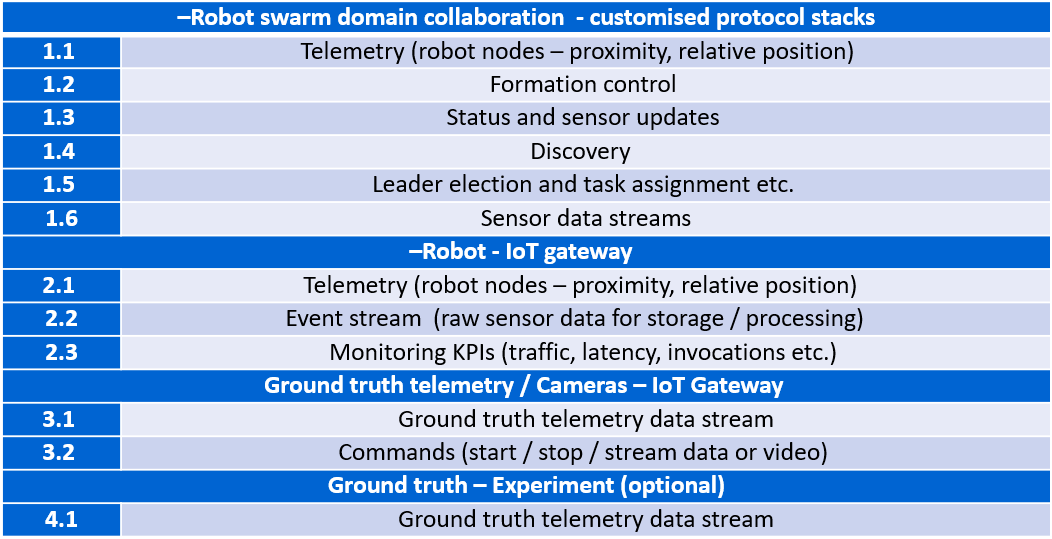 –Robot swarm domain collaboration - customised protocol stacks
1.1 Telemetry (robot nodes – proximity, relative position)
1.2 Formation control
1.3 Status and sensor updates
1.4 Discovery
1.5 Leader election and task assignment etc.
1.6 Sensor data streams
–Robot - IoT gateway
2.1 Telemetry (robot nodes – proximity, relative position)
2.2 Event stream (raw sensor data for storage / processing)
2.3 Monitoring KPIs (traffic, latency, invocations etc.)
Ground truth telemetry / Cameras – IoT Gateway
3.1 Ground truth telemetry data stream
3.2 Commands (start / stop / stream data or video)
Ground truth – Experiment (optional)
4.1 Ground truth telemetry data stream